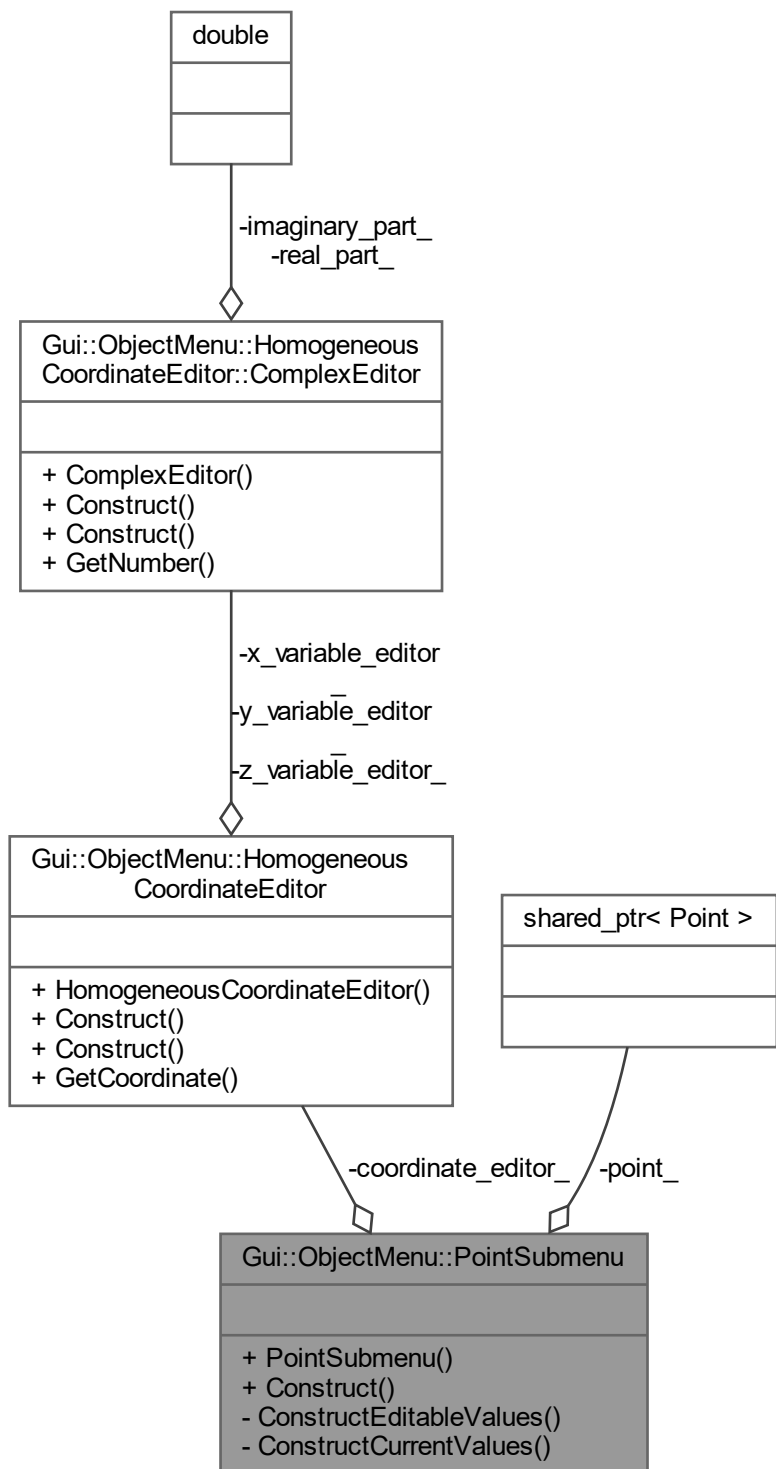 double
-imaginary_part_
-real_part_
Gui::ObjectMenu::Homogeneous
CoordinateEditor::ComplexEditor
+ ComplexEditor()
+ Construct()
+ Construct()
+ GetNumber()
-x_variable_editor
_
-y_variable_editor
_
-z_variable_editor_
Gui::ObjectMenu::Homogeneous
CoordinateEditor
shared_ptr< Point >
+ HomogeneousCoordinateEditor()
+ Construct()
+ Construct()
+ GetCoordinate()
-coordinate_editor_
-point_
Gui::ObjectMenu::PointSubmenu
+ PointSubmenu()
+ Construct()
- ConstructEditableValues()
- ConstructCurrentValues()